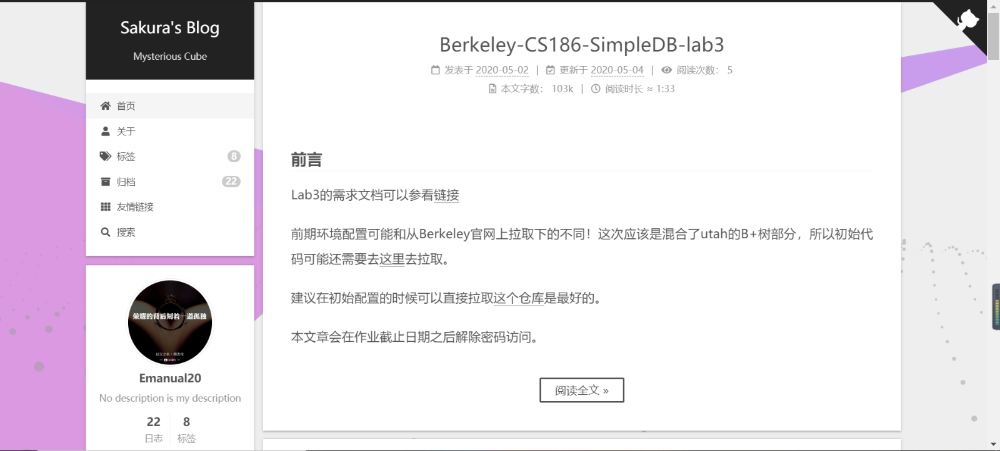 Sakura's Blog
Mysterious Cube
首页
关于
标签 8
归档 22
友情链接
搜索
荣耀的背后刻着一道孤独
Emanual20
No description is my description
22 8
日志 标签
Berkeley-CS186-SimpleDB-lab3
发表于 2020-05-02 | 更新于 2020-05-04 | 阅读次数： 5
本文字数： 103k | 阅读时长 ≈ 1:33
前言
Lab3的需求文档可以参看链接
前期环境配置可能和从Berkeley官网上拉取下的不同！这次应该是混合了utah的B+树部分，所以初始代
码可能还需要去这里去拉取。
建议在初始配置的时候可以直接拉取这个仓库是最好的。
本文章会在作业截止日期之后解除密码访问。
阅读全文 »